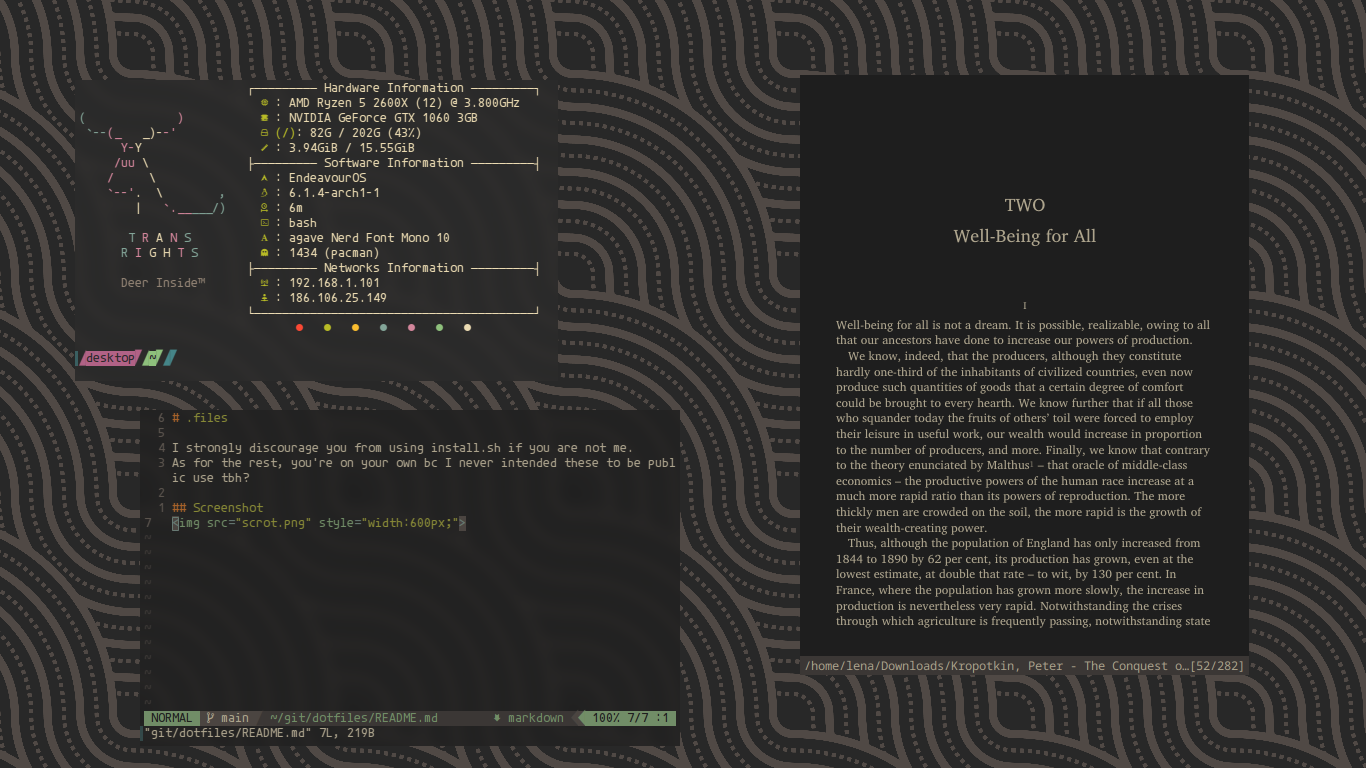 Hardware Information
: AMD Ryzen 5 2600X (12) @ 3.800GHz
: NVIDIA GeForce GTX 1060 3GB
(/): 82G / 202G (43%)
: 3.94GiB / 15.55GiB
Software Information
: EndeavourOS
: 6.1.4-arch1-1
: 6m
: bash
: agave Nerd Font Mono 10
: 1434 (pacman)
Networks Information
: 192.168.1.101
: 186.106.25.149
(          )
`--(_   _)--'
Y-Y
/uu \
/     \
`--'.  \        ,
|   `._____/)
TRANS
RIGHTS
Deer Inside™
desktop ~
6 # .files
5
4 I strongly discourage you from using install.sh if you are not me.
3 As for the rest, you're on your own bc I never intended these to be publ
ic use tbh?
2
1 ## Screenshot
7 <img src="scrot.png" style="width:600px;">
~
~
~
~
~
~
~
~
~
~
~
~
NORMAL main ~/git/dotfiles/README.md markdown 100% 7/7 :1
"git/dotfiles/README.md" 7L, 219B
TWO
Well-Being for All
I
Well-being for all is not a dream. It is possible, realizable, owing to all
that our ancestors have done to increase our powers of production.
We know, indeed, that the producers, although they constitute
hardly one-third of the inhabitants of civilized countries, even now
produce such quantities of goods that a certain degree of comfort
could be brought to every hearth. We know further that if all those
who squander today the fruits of others’ toil were forced to employ
their leisure in useful work, our wealth would increase in proportion
to the number of producers, and more. Finally, we know that contrary
to the theory enunciated by Malthus¹ – that oracle of middle-class
economics – the productive powers of the human race increase at a
much more rapid ratio than its powers of reproduction. The more
thickly men are crowded on the soil, the more rapid is the growth of
their wealth-creating power.
Thus, although the population of England has only increased from
1844 to 1890 by 62 per cent, its production has grown, even at the
lowest estimate, at double that rate – to wit, by 130 per cent. In
France, where the population has grown more slowly, the increase in
production is nevertheless very rapid. Notwithstanding the crises
through which agriculture is frequently passing, notwithstanding state
/home/lena/Downloads/Kropotkin, Peter - The Conquest o…[52/282]